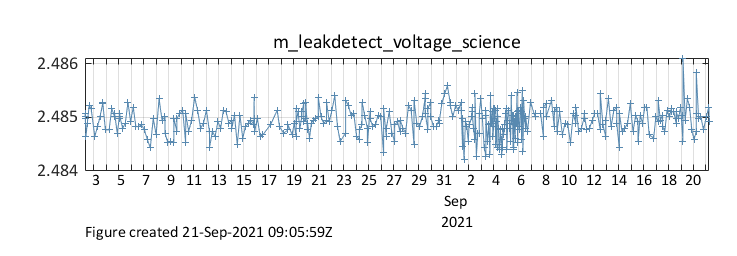 m_leakdetect_voltage_science
2.486
2.485
2.484
3 5 7 9 11 13 15 17 19 21 23 25 27 29 31 2 4 6 8 10 12 14 16 18 20
Sep
2021
Figure created 21-Sep-2021 09:05:59Z